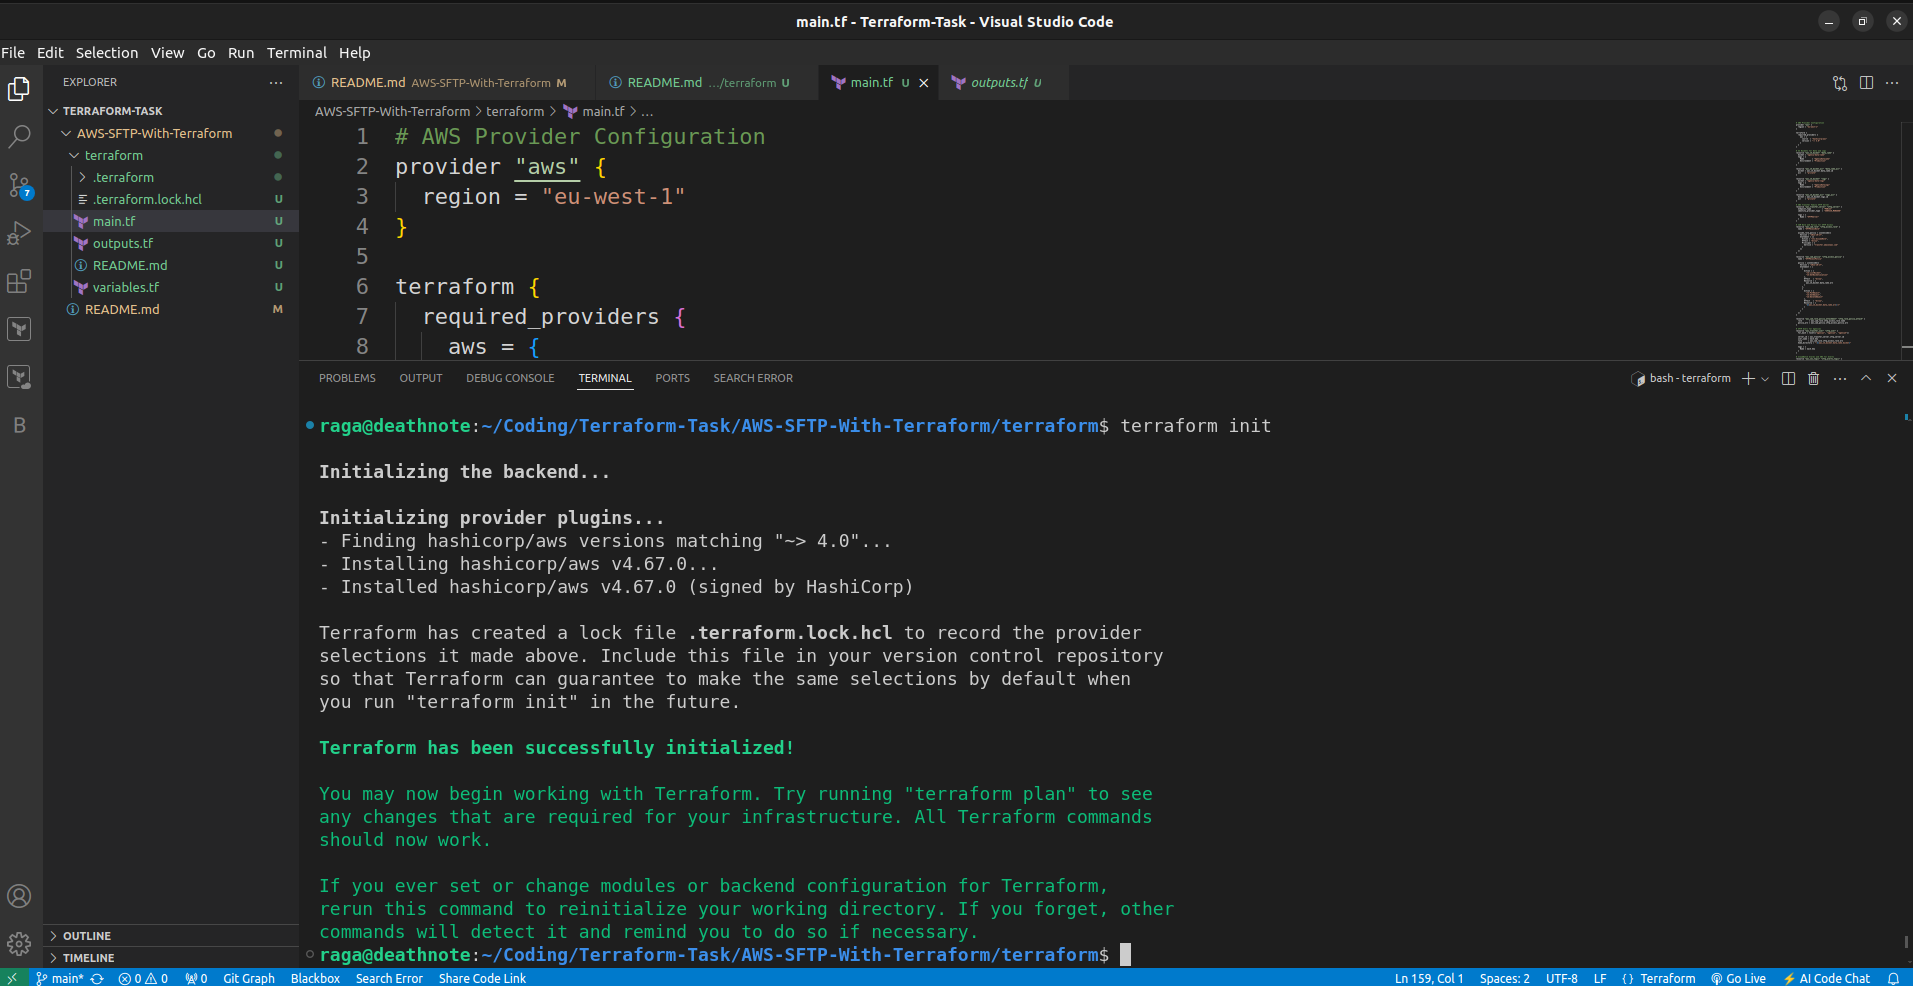 main.tf - Terraform-Task - Visual Studio Code
File Edit Selection View Go Run Terminal Help
EXPLORER
TERRAFORM-TASK
AWS-SFTP-With-Terraform
terraform
.terraform
.terraform.lock.hcl U
main.tf U
outputs.tf U
README.md U
variables.tf U
README.md M
7
B
OUTLINE
TIMELINE
README.md AWS-SFTP-With-Terraform M
README.md .../terraform U
main.tf U
outputs.tf U
AWS-SFTP-With-Terraform > terraform > main.tf > ...
1 # AWS Provider Configuration
2 provider "aws" {
3 region = "eu-west-1"
4 }
5
6 terraform {
7 required_providers {
8 aws = {
PROBLEMS OUTPUT DEBUG CONSOLE TERMINAL PORTS SEARCH ERROR
bash - terraform
raga@deathnote:~/Coding/Terraform-Task/AWS-SFTP-With-Terraform/terraform$ terraform init
Initializing the backend...
Initializing provider plugins...
- Finding hashicorp/aws versions matching "~> 4.0"...
- Installing hashicorp/aws v4.67.0...
- Installed hashicorp/aws v4.67.0 (signed by HashiCorp)
Terraform has created a lock file .terraform.lock.hcl to record the provider
selections it made above. Include this file in your version control repository
so that Terraform can guarantee to make the same selections by default when
you run "terraform init" in the future.
Terraform has been successfully initialized!
You may now begin working with Terraform. Try running "terraform plan" to see
any changes that are required for your infrastructure. All Terraform commands
should now work.
If you ever set or change modules or backend configuration for Terraform,
rerun this command to reinitialize your working directory. If you forget, other
commands will detect it and remind you to do so if necessary.
raga@deathnote:~/Coding/Terraform-Task/AWS-SFTP-With-Terraform/terraform$
main* 0 0 0 Git Graph Blackbox Search Error Share Code Link Ln 159, Col 1 Spaces: 2 UTF-8 LF { } Terraform Go Live AI Code Chat